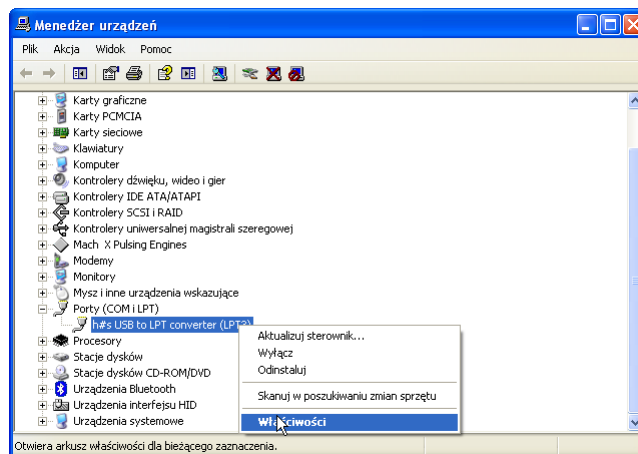 Menedżer urządzeń
Plik Akcja Widok Pomoc
Karty graficzne
Karty PCMCIA
Karty sieciowe
Klawiatury
Komputer
Kontrolery dźwięku, wideo i gier
Kontrolery IDE ATA/ATAPI
Kontrolery SCSI i RAID
Kontrolery uniwersalnej magistrali szeregowej
Mach X Pulsing Engines
Modemy
Monitory
Mysz i inne urządzenia wskazujące
Porty (COM i LPT)
h#s USB to LPT converter (LPT2)
Aktualizuj sterownik...
Wyłącz
Odinstaluj
Skanuj w poszukiwaniu zmian sprzętu
Właściwości
Procesory
Stacje dysków
Stacje dysków CD-ROM/DVD
Urządzenia Bluetooth
Urządzenia interfejsu HID
Urządzenia systemowe
Otwiera arkusz właściwości dla bieżącego zaznaczenia.